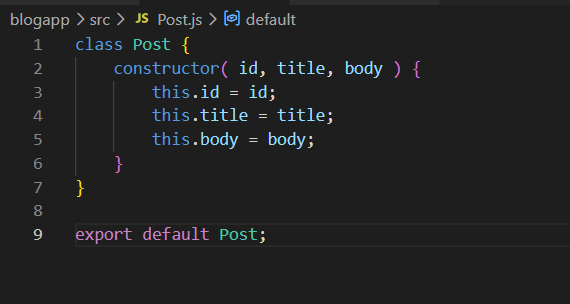 blogapp > src > JS Post.js > default
1 class Post {
2     constructor( id, title, body ) {
3         this.id = id;
4         this.title = title;
5         this.body = body;
6     }
7 }
8
9 export default Post;